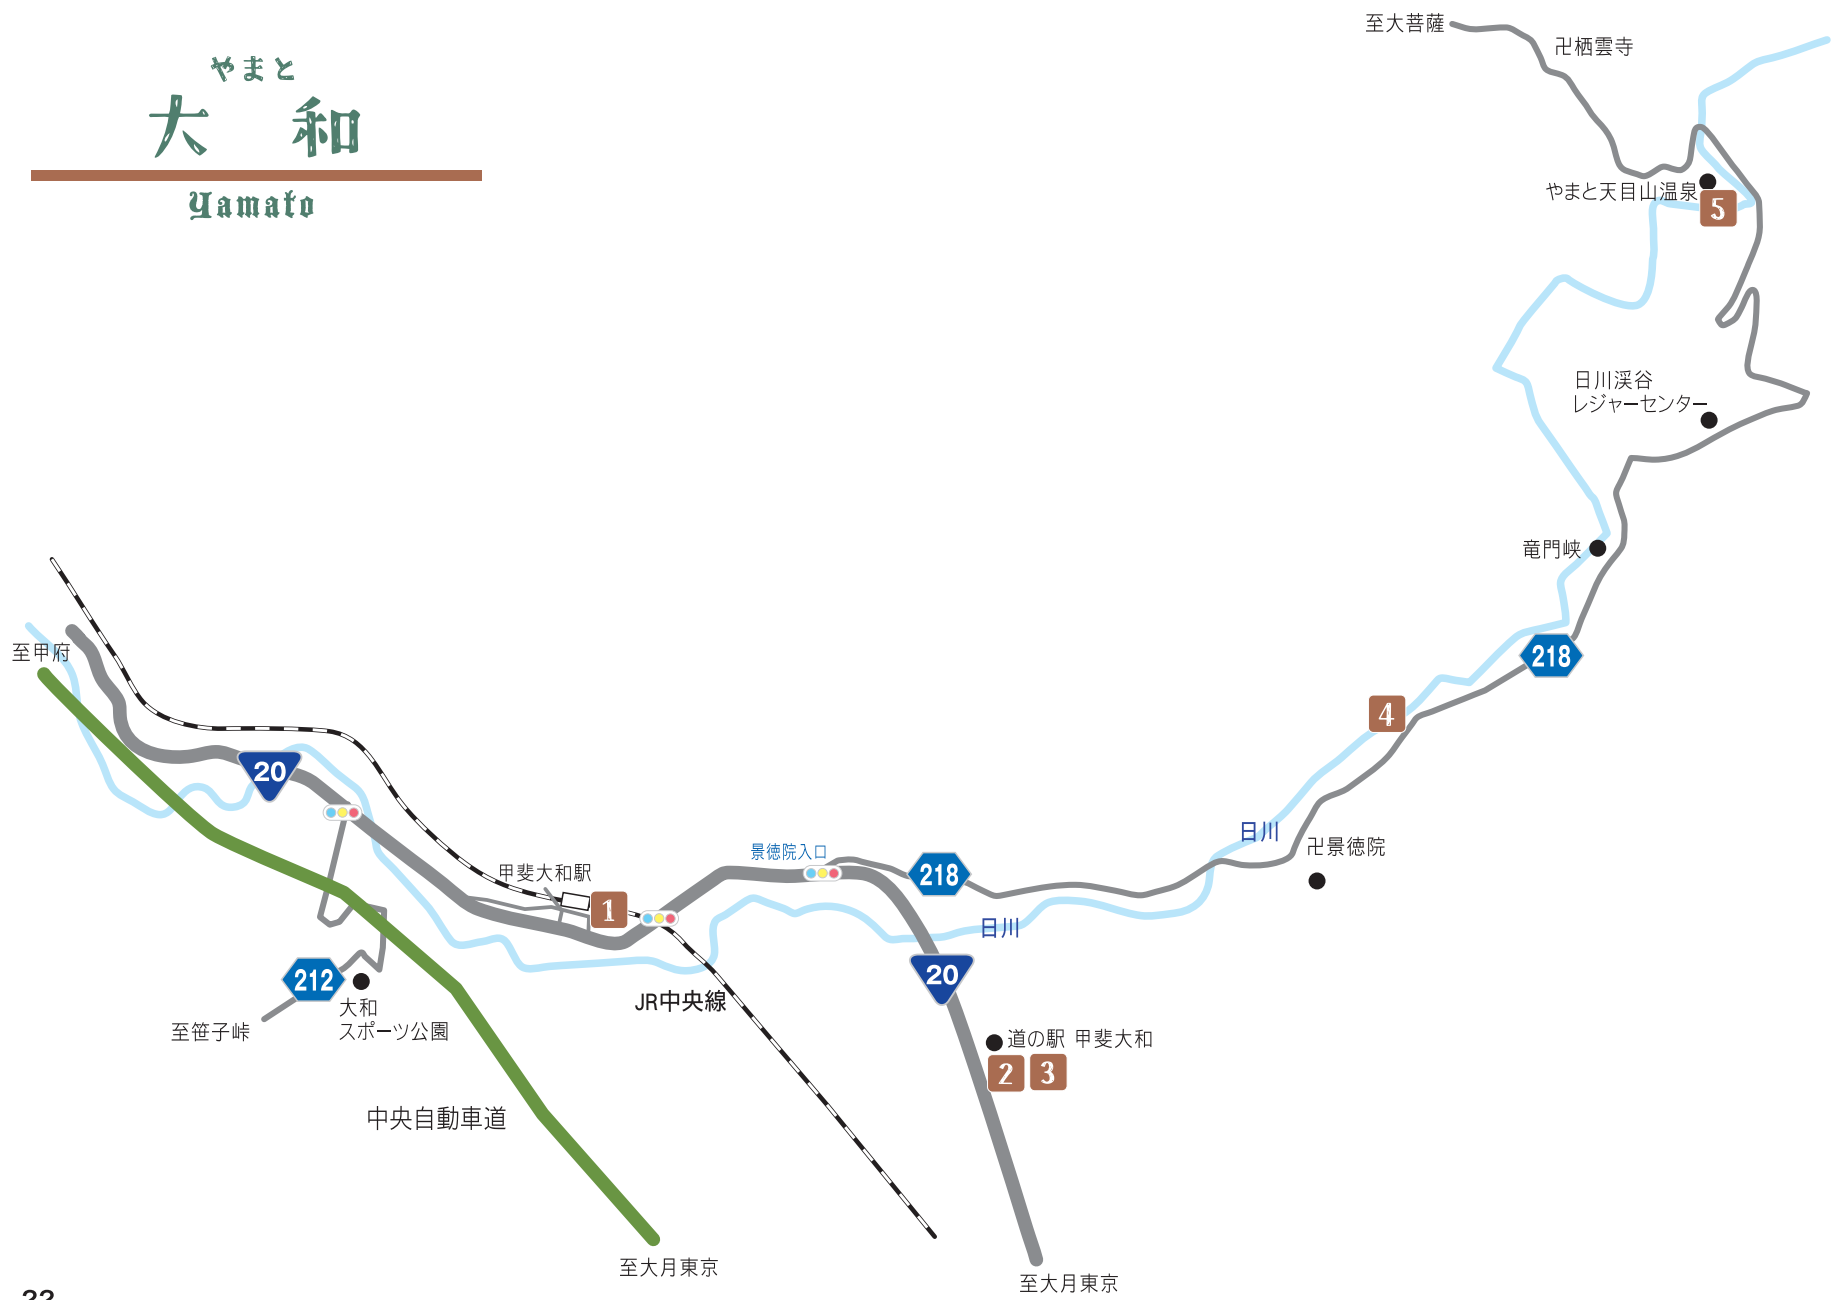 やまと
大 和
Yamato
至大菩薩
卍栖雲寺
やまと天目山温泉
5
日川渓谷
レジャーセンター
竜門峡
218
4
日川
卍景徳院
至甲府
20
甲斐大和駅
1
景徳院入口
218
日川
20
212
大和
スポーツ公園
至笹子峠
JR中央線
道の駅 甲斐大和
2
3
中央自動車道
至大月東京
至大月東京